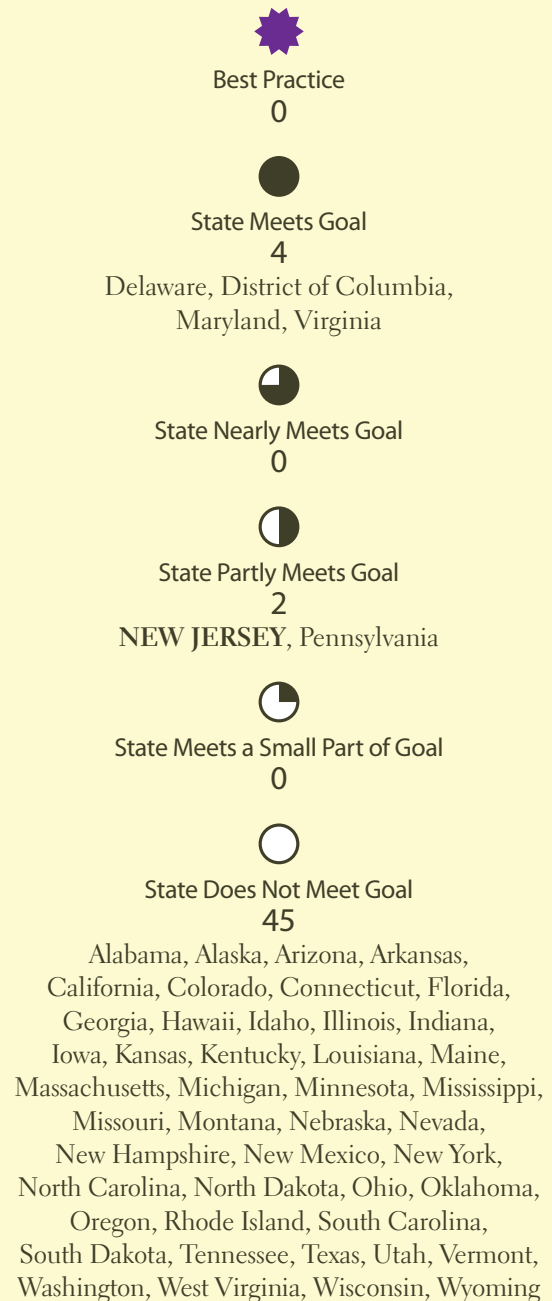 Best Practice
0
State Meets Goal
4
Delaware, District of Columbia,
Maryland, Virginia
State Nearly Meets Goal
0
State Partly Meets Goal
2
NEW JERSEY, Pennsylvania
State Meets a Small Part of Goal
0
State Does Not Meet Goal
45
Alabama, Alaska, Arizona, Arkansas,
California, Colorado, Connecticut, Florida,
Georgia, Hawaii, Idaho, Illinois, Indiana,
Iowa, Kansas, Kentucky, Louisiana, Maine,
Massachusetts, Michigan, Minnesota, Mississippi,
Missouri, Montana, Nebraska, Nevada,
New Hampshire, New Mexico, New York,
North Carolina, North Dakota, Ohio, Oklahoma,
Oregon, Rhode Island, South Carolina,
South Dakota, Tennessee, Texas, Utah, Vermont,
Washington, West Virginia, Wisconsin, Wyoming